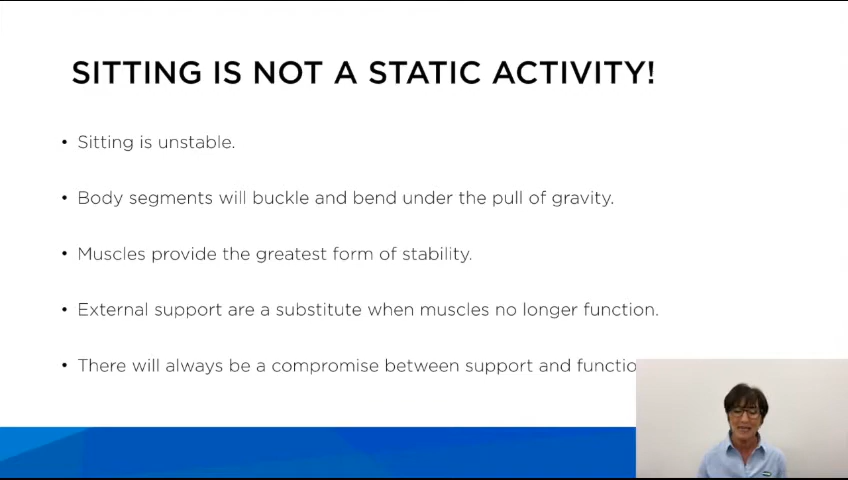 SITTING IS NOT A STATIC ACTIVITY!
• Sitting is unstable.
• Body segments will buckle and bend under the pull of gravity.
• Muscles provide the greatest form of stability.
• External support are a substitute when muscles no longer function.
• There will always be a compromise between support and functio